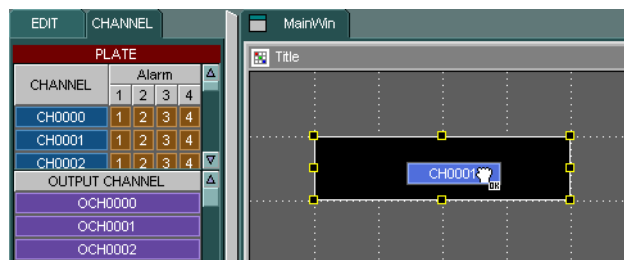 EDIT CHANNEL
PLATE
CHANNEL Alarm
1 2 3 4
CH0000 1 2 3 4
CH0001 1 2 3 4
CH0002 1 2 3 4
OUTPUT CHANNEL
OCH0000
OCH0001
OCH0002
MainWin
Title
CH0001
OK